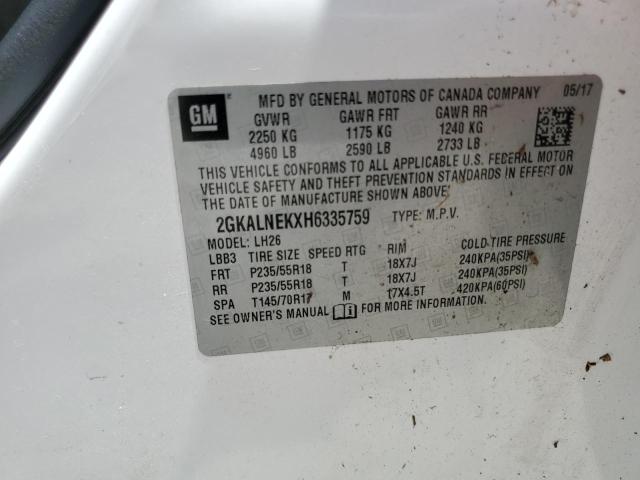 GM MFD BY GENERAL MOTORS OF CANADA COMPANY 05/17
GVWR GAWR FRT GAWR RR
2250 KG 1175 KG 1240 KG
4960 LB 2590 LB 2733 LB
THIS VEHICLE CONFORMS TO ALL APPLICABLE U.S. FEDERAL MOTOR
VEHICLE SAFETY AND THEFT PREVENTION STANDARDS IN EFFECT ON
THE DATE OF MANUFACTURE SHOWN ABOVE.
2GKALNEKXH6335759 TYPE: M.P.V.
MODEL: LH26
LBB3 TIRE SIZE SPEED RTG RIM COLD TIRE PRESSURE
FRT P235/55R18 T 18X7J 240KPA(35PSI)
RR P235/55R18 T 18X7J 240KPA(35PSI)
SPA T145/70R17 M 17X4.5T 420KPA(60PSI)
SEE OWNER'S MANUAL FOR MORE INFORMATION.